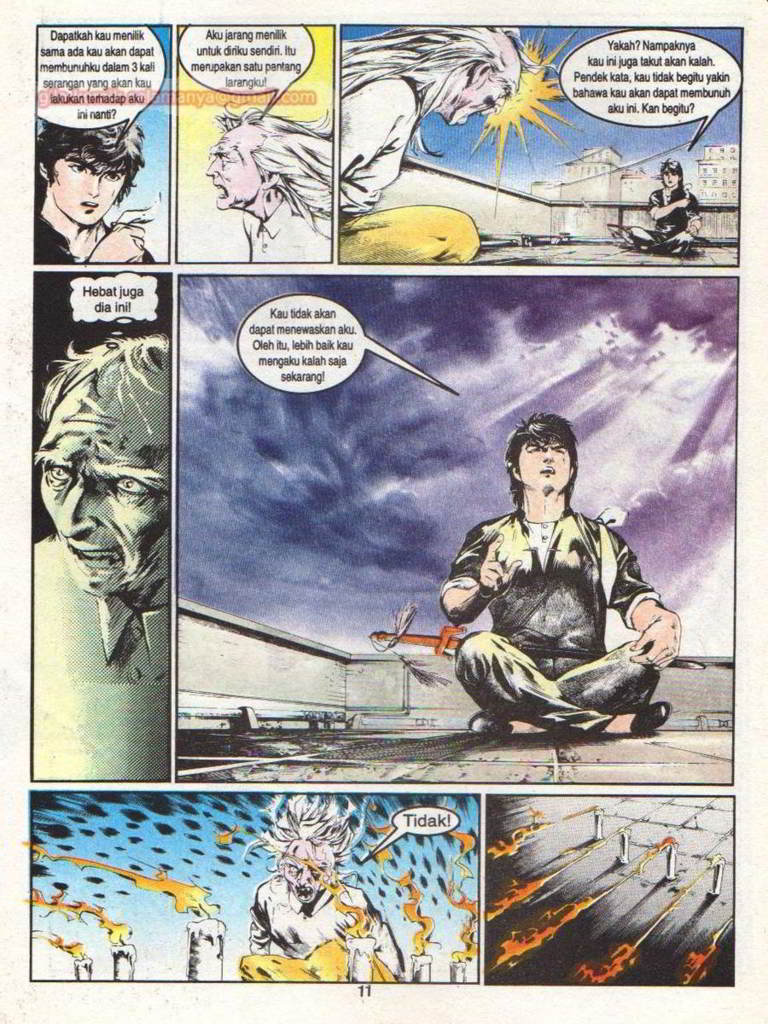 Dapatkah kau menilik
sama ada kau akan dapat
membunuhku dalam 3 kali
serangan yang akan kau
lakukan terhadap aku
ini nanti?
Aku jarang menilik
untuk diriku sendiri. Itu
merupakan satu pantang
larangku!
Yakah? Nampaknya
kau ini juga takut akan kalah.
Pendek kata, kau tidak begitu yakin
bahawa kau akan dapat membunuh
aku ini. Kan begitu?
Hebat juga
dia ini!
Kau tidak akan
dapat menewaskan aku.
Oleh itu, lebih baik kau
mengaku kalah saja
sekarang!
Tidak!
11